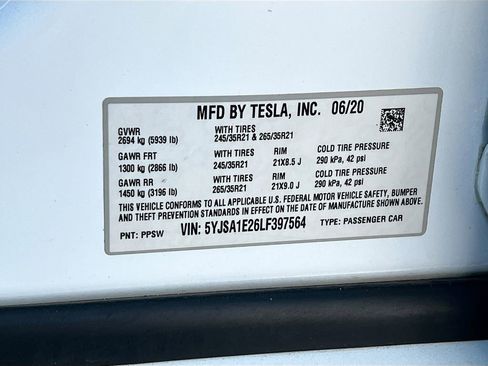 MFD BY TESLA, INC. 06/20
GVWR
2694 kg (5939 lb)
WITH TIRES
245/35R21 & 265/35R21
GAWR FRT
1300 kg (2866 lb)
WITH TIRES
245/35R21
RIM
21X8.5 J
COLD TIRE PRESSURE
290 kPa, 42 psi
GAWR RR
1450 kg (3196 lb)
WITH TIRES
265/35R21
RIM
21X9.0 J
COLD TIRE PRESSURE
290 kPa, 42 psi
THIS VEHICLE CONFORMS TO ALL APPLICABLE U.S. FEDERAL MOTOR VEHICLE SAFETY, BUMPER
AND THEFT PREVENTION STANDARDS IN EFFECT ON THE DATE OF MANUFACTURE SHOWN ABOVE.
PNT: PPSW VIN: 5YJSA1E26LF397564 TYPE: PASSENGER CAR